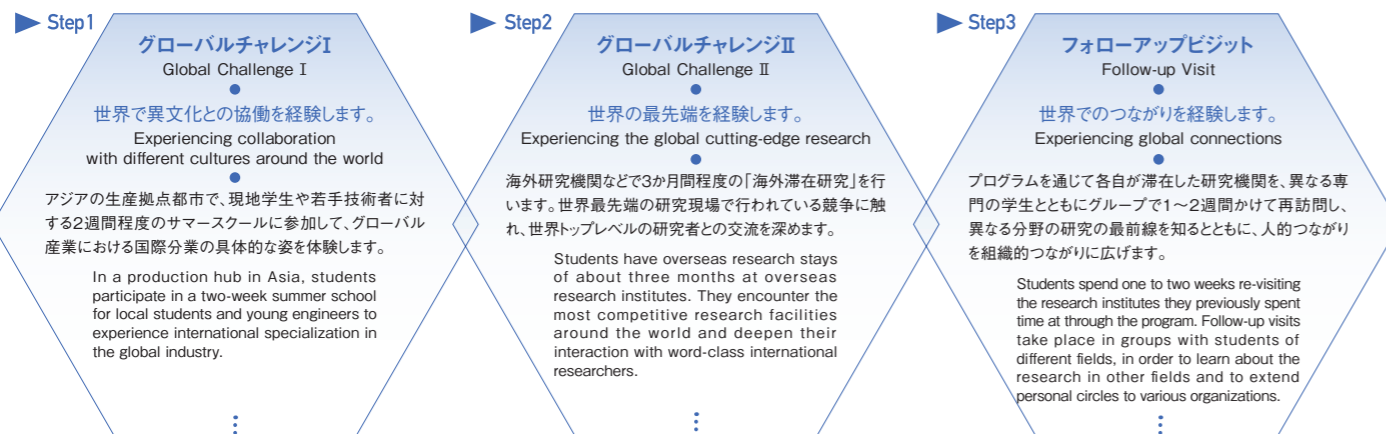 Step1
グローバルチャレンジⅠ
Global Challenge Ⅰ
世界で異文化との協働を経験します。
Experiencing collaboration
with different cultures around the world
アジアの生産拠点都市で、現地学生や若手技術者に対
する2週間程度のサマースクールに参加して、グローバル
産業における国際分業の具体的な姿を体験します。
In a production hub in Asia, students
participate in a two-week summer school
for local students and young engineers to
experience international specialization in
the global industry.
Step2
グローバルチャレンジⅡ
Global Challenge Ⅱ
世界の最先端を経験します。
Experiencing the global cutting-edge research
海外研究機関などで3か月間程度の「海外滞在研究」を行
います。世界最先端の研究現場で行われている競争に触
れ、世界トップレベルの研究者との交流を深めます。
Students have overseas research stays
of about three months at overseas
research institutes. They encounter the
most competitive research facilities
around the world and deepen their
interaction with word-class international
researchers.
Step3
フォローアップビジット
Follow-up Visit
世界でのつながりを経験します。
Experiencing global connections
プログラムを通じて各自が滞在した研究機関を、異なる専
門の学生とともにグループで1〜2週間かけて再訪問し、
異なる分野の研究の最前線を知るとともに、人的つながり
を組織的つながりに広げます。
Students spend one to two weeks re-visiting
the research institutes they previously spent
time at through the program. Follow-up visits
take place in groups with students of
different fields, in order to learn about the
research in other fields and to extend
personal circles to various organizations.